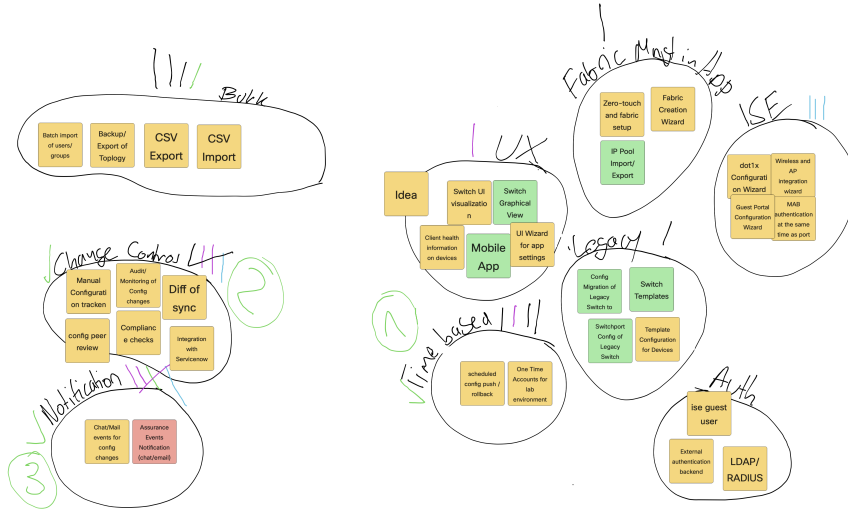 Bulk
Batch import
of users/
groups
Backup/
Export of
Toplogy
CSV
Export
CSV
Import
UX
Idea
Switch UI
visualizatio
n
Switch
Graphical
View
Client health
information
on devices
Mobile
App
UI Wizard
for app
settings
Fabric Mngt in App
Zero-touch
and fabric
setup
Fabric
Creation
Wizard
IP Pool
Import/
Export
ISE
dot1x
Configurati
on Wizard
Wireless and
AP
integration
wizard
Guest Portal
Configuration
Wizard
MAB
authentication
at the same
time as port
Change Control
Manual
Configurati
on tracken
Audit/
Monitoring of
Config
changes
Diff of
sync
config peer
review
Complianc
e checks
Integration
with
Servicenow
2
Legacy
Config
Migration of
Legacy
Switch to
Switch
Templates
Switchport
Config of
Legacy
Switch
Template
Configuration
for Devices
1
Time based
scheduled
config push /
rollback
One Time
Accounts for
lab
environment
Notification
Chat/Mail
events for
config
changes
Assurance
Events
Notification
(chat/email)
3
Auth
ise guest
user
External
authentication
backend
LDAP/
RADIUS